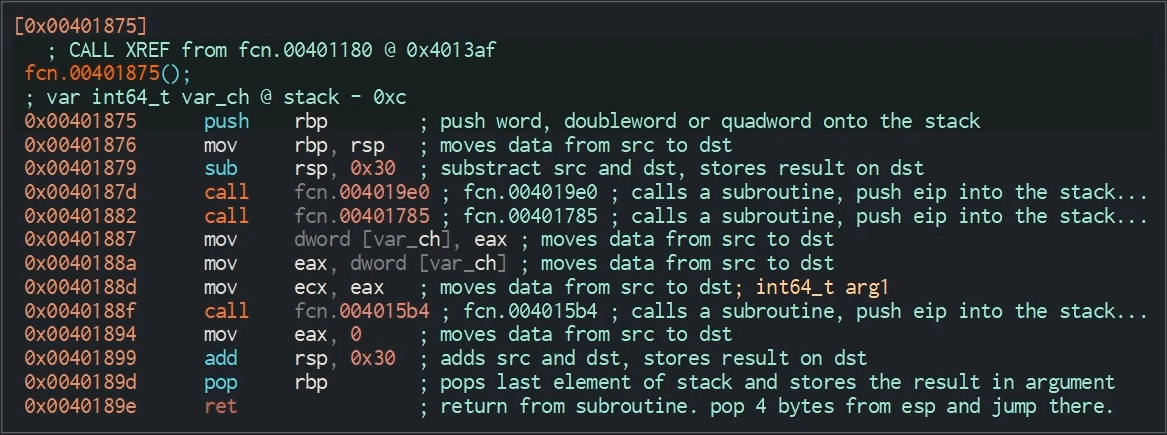 [0x00401875]
; CALL XREF from fcn.00401180 @ 0x4013af
fcn.00401875();
; var int64_t var_ch @ stack - 0xc
0x00401875 push rbp ; push word, doubleword or quadword onto the stack
0x00401876 mov rbp, rsp ; moves data from src to dst
0x00401879 sub rsp, 0x30 ; substract src and dst, stores result on dst
0x0040187d call fcn.004019e0 ; fcn.004019e0 ; calls a subroutine, push eip into the stack...
0x00401882 call fcn.00401785 ; fcn.00401785 ; calls a subroutine, push eip into the stack...
0x00401887 mov dword [var_ch], eax ; moves data from src to dst
0x0040188a mov eax, dword [var_ch] ; moves data from src to dst
0x0040188d mov ecx, eax ; moves data from src to dst; int64_t arg1
0x0040188f call fcn.004015b4 ; fcn.004015b4 ; calls a subroutine, push eip into the stack...
0x00401894 mov eax, 0 ; moves data from src to dst
0x00401899 add rsp, 0x30 ; adds src and dst, stores result on dst
0x0040189d pop rbp ; pops last element of stack and stores the result in argument
0x0040189e ret ; return from subroutine. pop 4 bytes from esp and jump there.